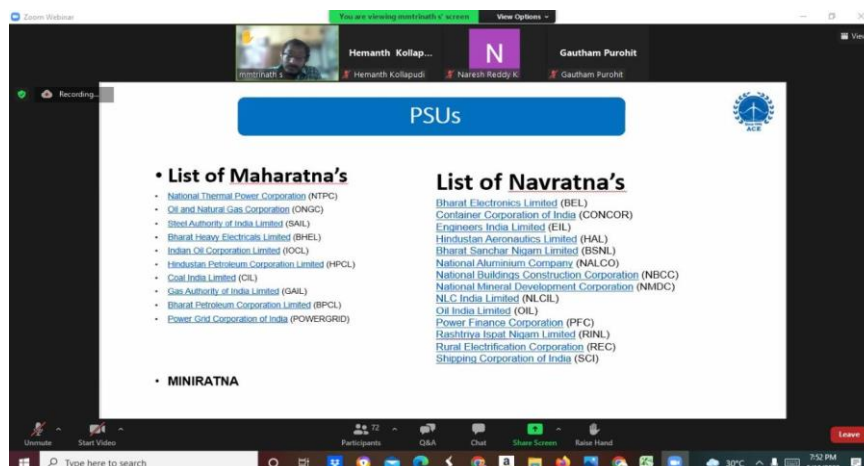 Zoom Webinar
You are viewing mmtrinath s' screen
View Options
View
mmtrinath s
Hemanth Kollap...
Hemanth Kollapudi
N
Naresh Reddy K
Gautham Purohit
Gautham Purohit
Recording...
PSUs
ACE
• List of Maharatna's
• National Thermal Power Corporation (NTPC)
• Oil and Natural Gas Corporation (ONGC)
• Steel Authority of India Limited (SAIL)
• Bharat Heavy Electricals Limited (BHEL)
• Indian Oil Corporation Limited (IOCL)
• Hindustan Petroleum Corporation Limited (HPCL)
• Coal India Limited (CIL)
• Gas Authority of India Limited (GAIL)
• Bharat Petroleum Corporation Limited (BPCL)
• Power Grid Corporation of India (POWERGRID)
• MINIRATNA
List of Navratna's
Bharat Electronics Limited (BEL)
Container Corporation of India (CONCOR)
Engineers India Limited (EIL)
Hindustan Aeronautics Limited (HAL)
Bharat Sanchar Nigam Limited (BSNL)
National Aluminium Company (NALCO)
National Buildings Construction Corporation (NBCC)
National Mineral Development Corporation (NMDC)
NLC India Limited (NLCIL)
Oil India Limited (OIL)
Power Finance Corporation (PFC)
Rashtriya Ispat Nigam Limited (RINL)
Rural Electrification Corporation (REC)
Shipping Corporation of India (SCI)
Unmute
Start Video
72
Participants
Q&A
Chat
Share Screen
Raise Hand
Leave
Type here to search
30°C
7:52 PM